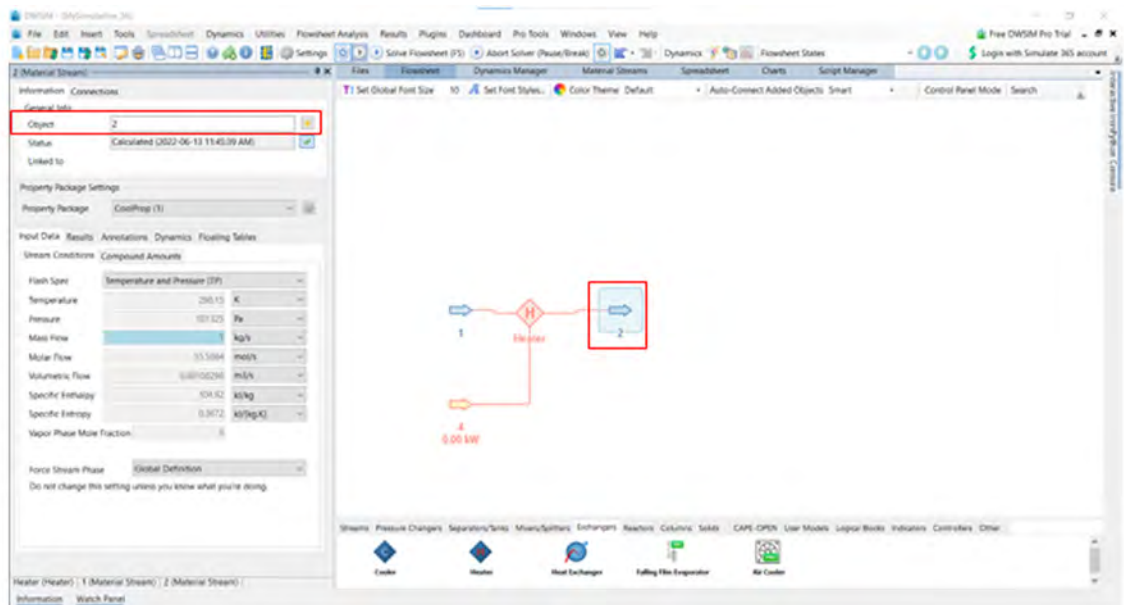 DWSIM -
File Edit Insert Tools Spreadsheet Dynamics Utilities Flowsheet Analysis Results Plugins Dashboard Pro Tools Windows View Help Free DWSIM Pro Trial
Settings Solve Flowsheet (F5) Abort Solver (Pause/Break) Dynamics Flowsheet States Login with Simulate 365 account
2 (Material Stream) Files Flowsheet Dynamics Manager Material Streams Spreadsheet Charts Script Manager
Information Connections Set Global Font Size 10 Set Font Styles... Color Theme Default Auto-Connect Added Objects Smart Control Panel Mode Search
General Info
Object 2
Status Calculated (2022-06-13 11:45:39 AM)
Linked to
Property Package Settings
Property Package CoolProp (1)
Input Data Results Annotations Dynamics Floating Tables
Stream Conditions Compound Amounts
Flash Spec Temperature and Pressure (TP)
Temperature 298.15 K
Pressure 101325 Pa
Mass Flow 1 kg/s
Molar Flow 55.5084 mol/s
Volumetric Flow m3/s
Specific Enthalpy 104.92 kJ/kg
Specific Entropy 0.3672 kJ/[kg.K]
Vapor Phase Mole Fraction 0
Force Stream Phase Global Definition
Do not change this setting unless you know what you're doing.
H
1 Heater 2
4
0.00 kW
Streams Pressure Changers Separators/Tanks Mixers/Splitters Exchangers Reactors Columns Solids CAPE-OPEN User Models Logical Blocks Indicators Controllers Other
Cooler Heater Heat Exchanger Falling Film Evaporator Air Cooler
Heater (Heater) 1 (Material Stream) 2 (Material Stream)
Information Watch Panel